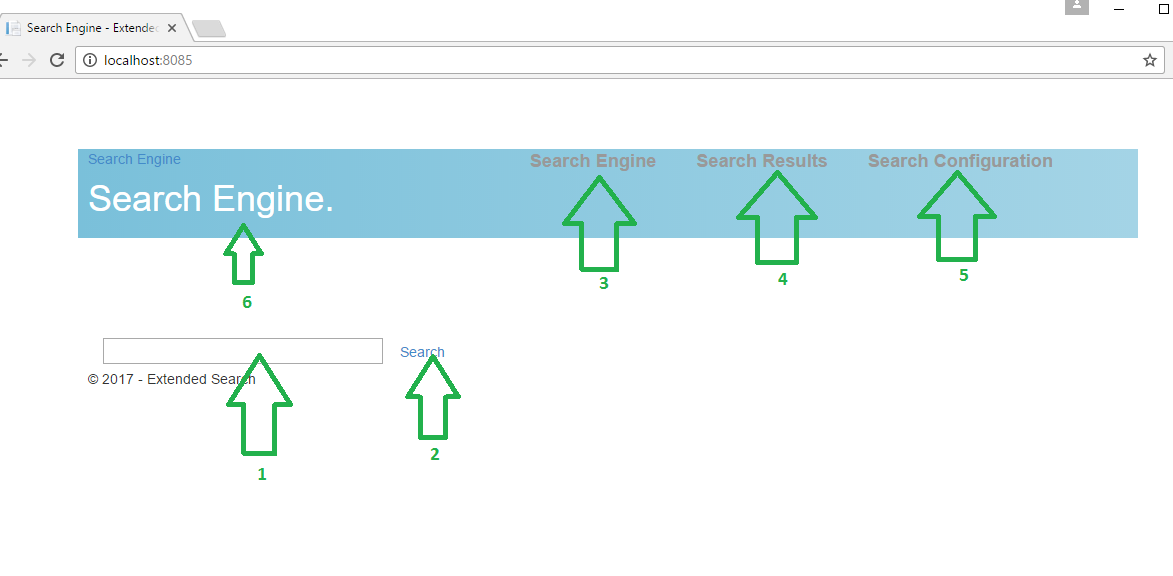 Search Engine - Extended
localhost:8085
Search Engine
Search Engine Search Results Search Configuration
Search Engine.
3 4 5
6
Search
© 2017 - Extended Search
1 2